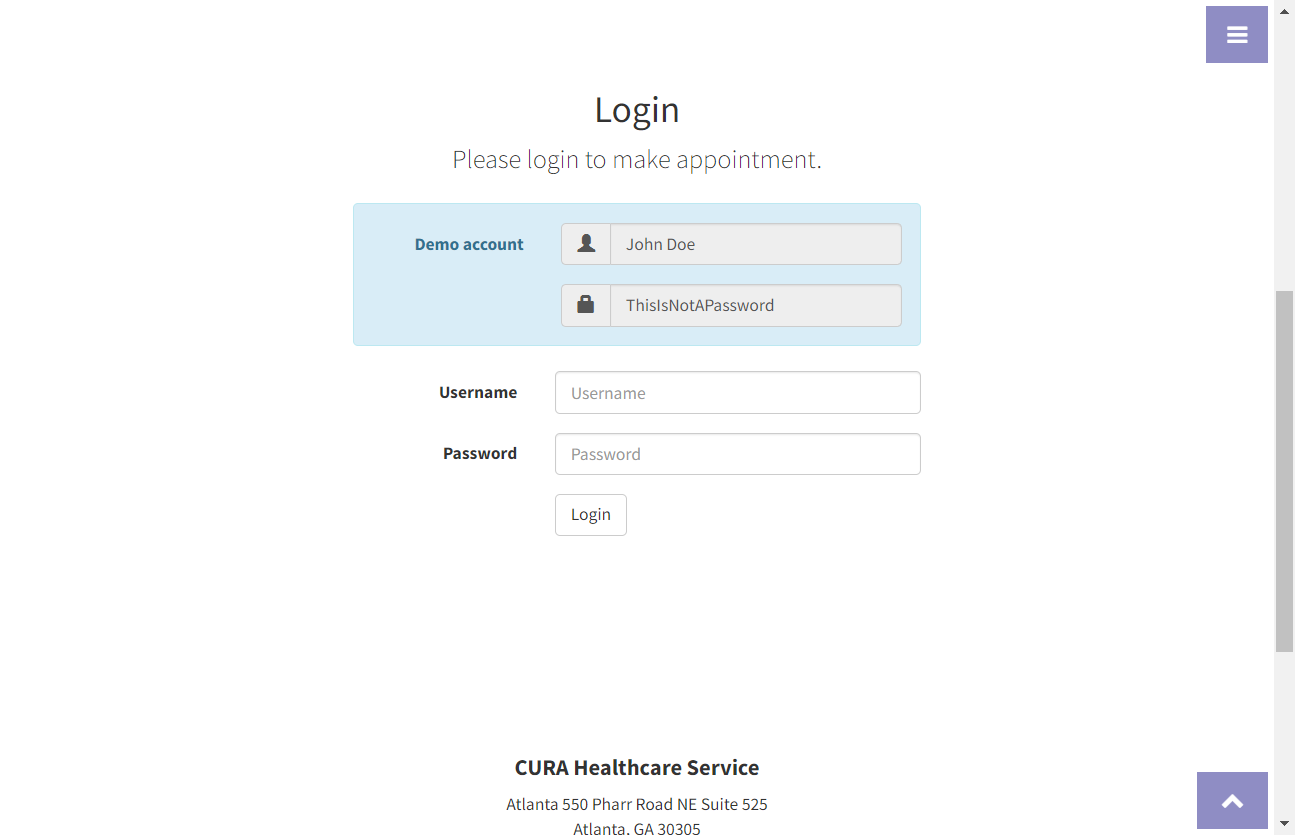 Login
Please login to make appointment.
Demo account
John Doe
ThisIsNotAPassword
Username
Username
Password
Password
Login
CURA Healthcare Service
Atlanta 550 Pharr Road NE Suite 525
Atlanta, GA 30305